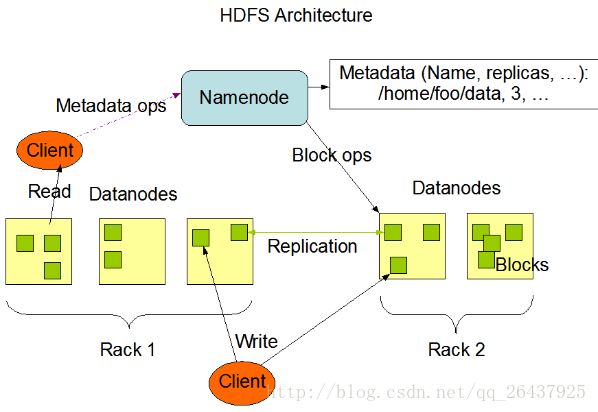 HDFS Architecture
Metadata (Name, replicas, …):
/home/foo/data, 3, …
Namenode
Metadata ops
Client
Block ops
Read
Datanodes
Datanodes
Replication
Blocks
Rack 1
Write
Rack 2
Client
http://blog.csdn.net/qq_26437925